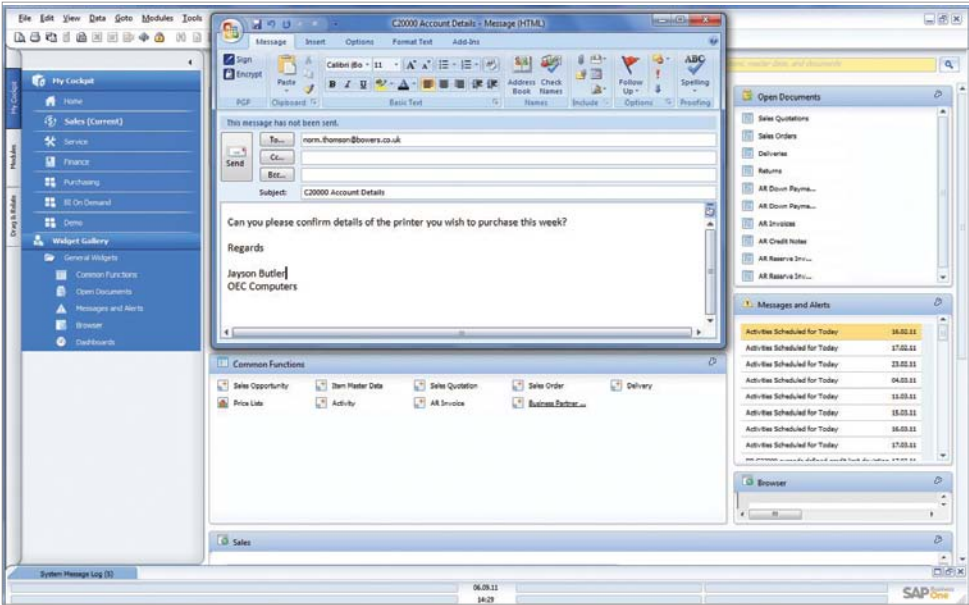 File Edit View Data Goto Modules Tools
C20000 Account Details - Message (HTML)
Message Insert Options Format Text Add-Ins
Sign
Encrypt
PGP
Paste
Clipboard
Calibri (Bo 11
B I U
Basic Text
Address Book
Check Names
Names
Include
Follow Up
Options
ABC
Spelling
Proofing
This message has not been sent.
Send
To... norm.thomson@bowers.co.uk
Cc...
Bcc...
Subject: C20000 Account Details
Can you please confirm details of the printer you wish to purchase this week?
Regards
Jayson Butler
OEC Computers
My Cockpit
Modules
Drag & Relate
My Cockpit
Home
Sales (Current)
Service
Finance
Purchasing
Demo
Widget Gallery
General Widgets
Common Functions
Open Documents
Messages and Alerts
Browser
Dashboards
Common Functions
Sales Opportunity Item Master Data Sales Quotation Sales Order Delivery
Price Lists Activity AR Invoice Business Partner ...
Sales
Open Documents
Sales Quotations
Sales Orders
Deliveries
Returns
AR Down Payme...
AR Down Payme...
AR Invoices
AR Credit Notes
AR Reserve Inv...
AR Reserve Inv...
Messages and Alerts
Activities Scheduled for Today 16.02.11
Activities Scheduled for Today 17.02.11
Activities Scheduled for Today 23.02.11
Activities Scheduled for Today 04.03.11
Activities Scheduled for Today 11.03.11
Activities Scheduled for Today 15.03.11
Activities Scheduled for Today 16.03.11
Activities Scheduled for Today 17.03.11
Browser
System Message Log (5)
06.09.11
14:29
SAP Business One